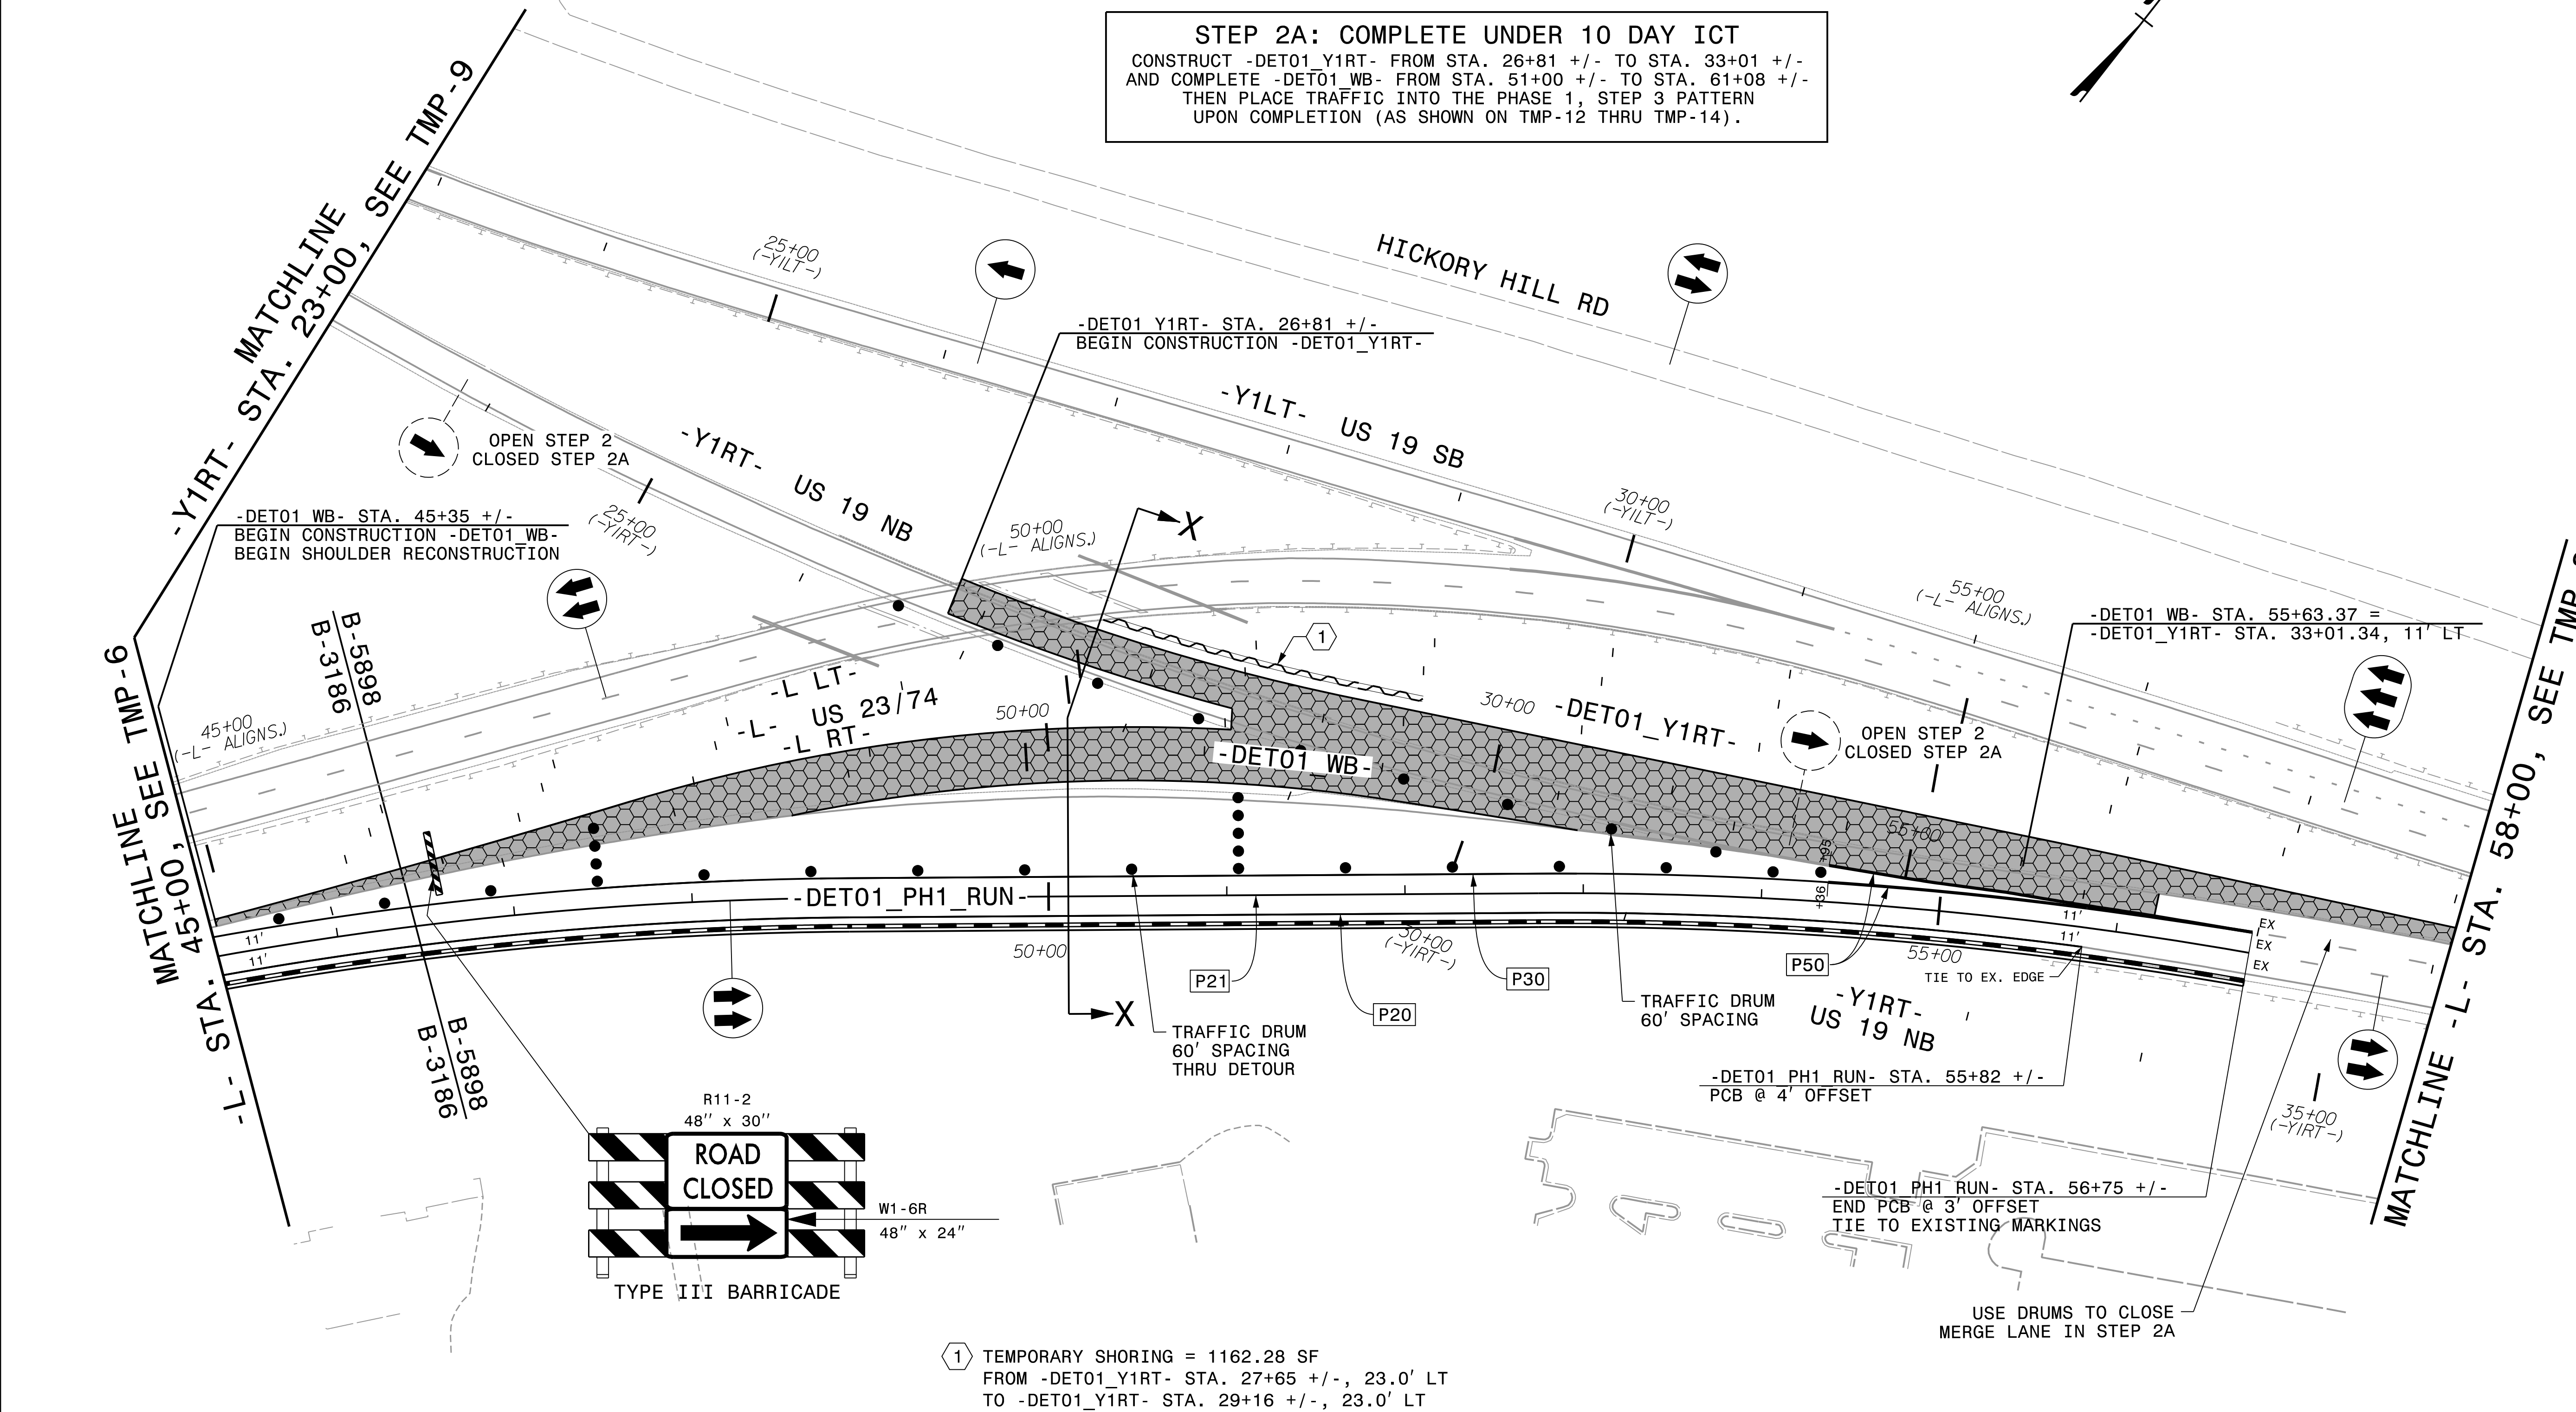 STEP 2A: COMPLETE UNDER 10 DAY ICT
CONSTRUCT -DET01_Y1RT- FROM STA. 26+81 +/- TO STA. 33+01 +/-
AND COMPLETE -DET01_WB- FROM STA. 51+00 +/- TO STA. 61+08 +/-
THEN PLACE TRAFFIC INTO THE PHASE 1, STEP 3 PATTERN
UPON COMPLETION (AS SHOWN ON TMP-12 THRU TMP-14).
MATCHLINE
-Y1RT- STA. 23+00, SEE TMP-9
25+00
(-Y1LT-)
HICKORY HILL RD
-DET01_Y1RT- STA. 26+81 +/-
BEGIN CONSTRUCTION -DET01_Y1RT-
-Y1LT- US 19 SB
OPEN STEP 2
CLOSED STEP 2A
-Y1RT- US 19 NB
25+00
(-Y1RT-)
30+00
(-Y1LT-)
-DET01_WB- STA. 45+35 +/-
BEGIN CONSTRUCTION -DET01_WB-
BEGIN SHOULDER RECONSTRUCTION
50+00
(-L- ALIGNS.)
X
55+00
(-L- ALIGNS.)
-DET01_WB- STA. 55+63.37 =
-DET01_Y1RT- STA. 33+01.34, 11' LT
1
B-5898
B-3186
-L LT-
-L- US 23/74
-L RT-
50+00
30+00
-DET01_Y1RT-
OPEN STEP 2
CLOSED STEP 2A
45+00
(-L- ALIGNS.)
-DET01_WB-
55+00
MATCHLINE
-L- STA. 45+00, SEE TMP-6
-DET01_PH1_RUN-
+95
+36
11'
11'
11'
11'
EX
EX
EX
50+00
30+00
(-Y1RT-)
55+00
P21
P30
P20
P50
TIE TO EX. EDGE
-Y1RT-
US 19 NB
X
TRAFFIC DRUM
60' SPACING
THRU DETOUR
TRAFFIC DRUM
60' SPACING
B-5898
B-3186
-DET01_PH1_RUN- STA. 55+82 +/-
PCB @ 4' OFFSET
35+00
(-Y1RT-)
MATCHLINE -L- STA. 58+00, SEE TMP
R11-2
48" x 30"
ROAD
CLOSED
W1-6R
48" x 24"
TYPE III BARRICADE
-DET01_PH1_RUN- STA. 56+75 +/-
END PCB @ 3' OFFSET
TIE TO EXISTING MARKINGS
USE DRUMS TO CLOSE
MERGE LANE IN STEP 2A
1 TEMPORARY SHORING = 1162.28 SF
FROM -DET01_Y1RT- STA. 27+65 +/-, 23.0' LT
TO -DET01_Y1RT- STA. 29+16 +/-, 23.0' LT